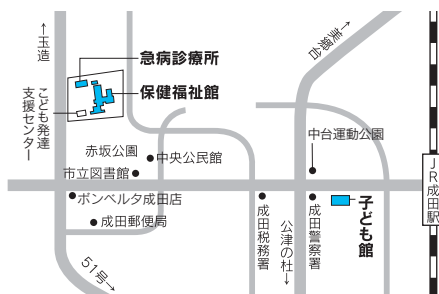 ←玉造
急病診療所
保健福祉館
こども発達
支援センター
←美郷台
中台運動公園
赤坂公園
中央公民館
市立図書館
ボンベルタ成田店
成田郵便局
51号→
成田税務署
公津の杜→
成田警察署
子ども館
JR成田駅